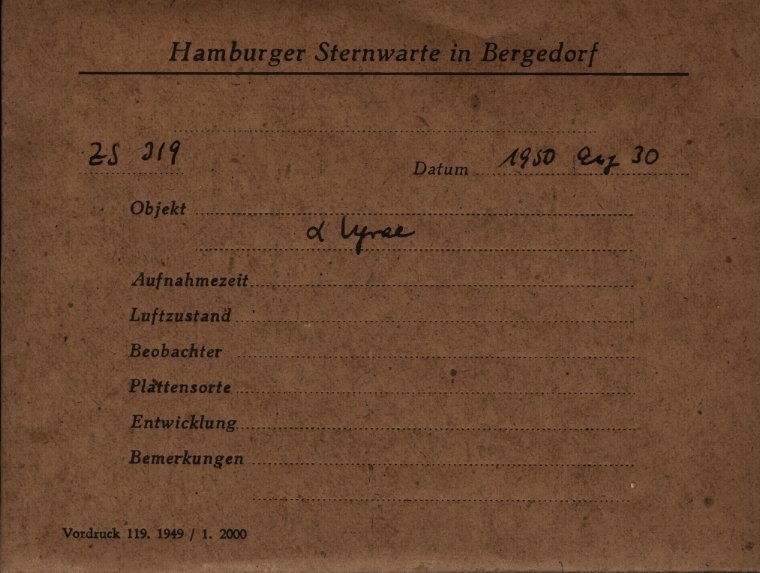 Hamburger Sternwarte in Bergedorf
ZS 319 Datum 1950 Aug 30
Objekt
α Lyrae
Aufnahmezeit
Luftzustand
Beobachter
Plattensorte
Entwicklung
Bemerkungen
Vordruck 119. 1949 / 1. 2000